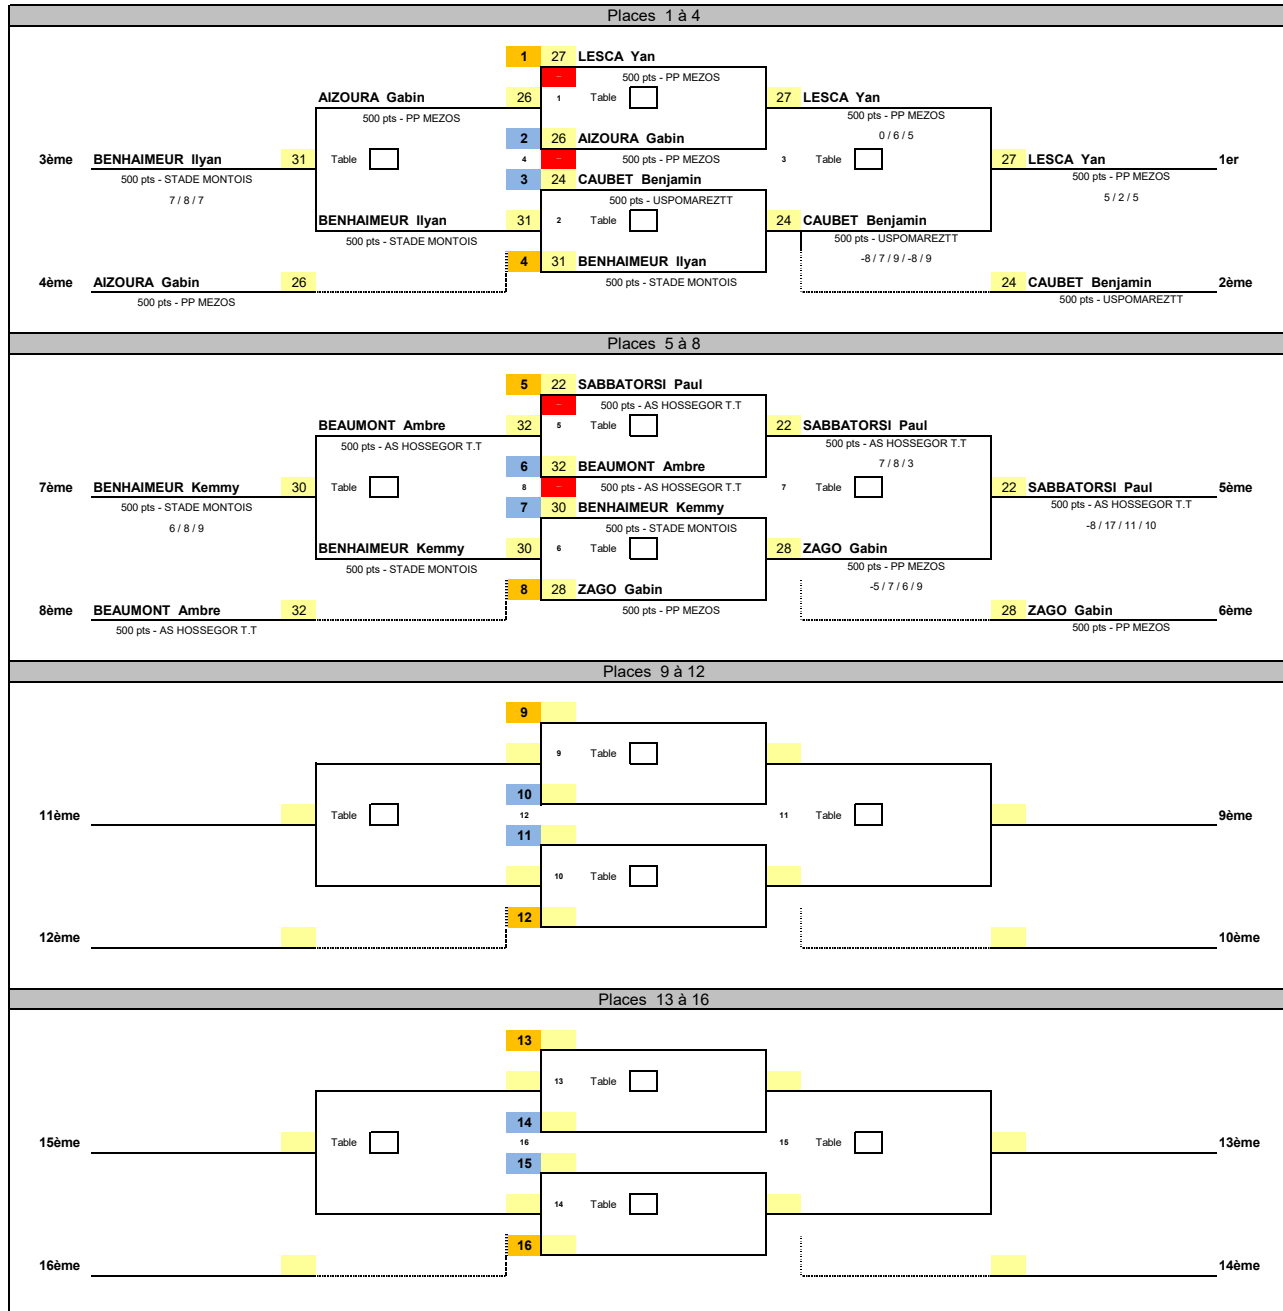 Places 1 à 4
1 27 LESCA Yan
– 500 pts - PP MEZOS
AIZOURA Gabin 26 1 Table 27 LESCA Yan
500 pts - PP MEZOS 500 pts - PP MEZOS
2 26 AIZOURA Gabin 0 / 6 / 5
3ème BENHAIMEUR Ilyan 31 Table 4 – 500 pts - PP MEZOS 3 Table 27 LESCA Yan 1er
500 pts - STADE MONTOIS 3 24 CAUBET Benjamin 500 pts - PP MEZOS
7 / 8 / 7 500 pts - USPOMAREZTT 5 / 2 / 5
BENHAIMEUR Ilyan 31 2 Table 24 CAUBET Benjamin
500 pts - STADE MONTOIS 500 pts - USPOMAREZTT
4 31 BENHAIMEUR Ilyan -8 / 7 / 9 / -8 / 9
4ème AIZOURA Gabin 26 500 pts - STADE MONTOIS 24 CAUBET Benjamin 2ème
500 pts - PP MEZOS 500 pts - USPOMAREZTT
Places 5 à 8
5 22 SABBATORSI Paul
– 500 pts - AS HOSSEGOR T.T
BEAUMONT Ambre 32 5 Table 22 SABBATORSI Paul
500 pts - AS HOSSEGOR T.T 500 pts - AS HOSSEGOR T.T
6 32 BEAUMONT Ambre 7 / 8 / 3
7ème BENHAIMEUR Kemmy 30 Table 8 – 500 pts - AS HOSSEGOR T.T 7 Table 22 SABBATORSI Paul 5ème
500 pts - STADE MONTOIS 7 30 BENHAIMEUR Kemmy 500 pts - AS HOSSEGOR T.T
6 / 8 / 9 500 pts - STADE MONTOIS -8 / 17 / 11 / 10
BENHAIMEUR Kemmy 30 6 Table 28 ZAGO Gabin
500 pts - STADE MONTOIS 500 pts - PP MEZOS
8 28 ZAGO Gabin -5 / 7 / 6 / 9
8ème BEAUMONT Ambre 32 500 pts - PP MEZOS 28 ZAGO Gabin 6ème
500 pts - AS HOSSEGOR T.T 500 pts - PP MEZOS
Places 9 à 12
9
9 Table
10
11ème Table 12 11 Table 9ème
11
10 Table
12
12ème 10ème
Places 13 à 16
13
13 Table
14
15ème Table 16 15 Table 13ème
15
14 Table
16
16ème 14ème